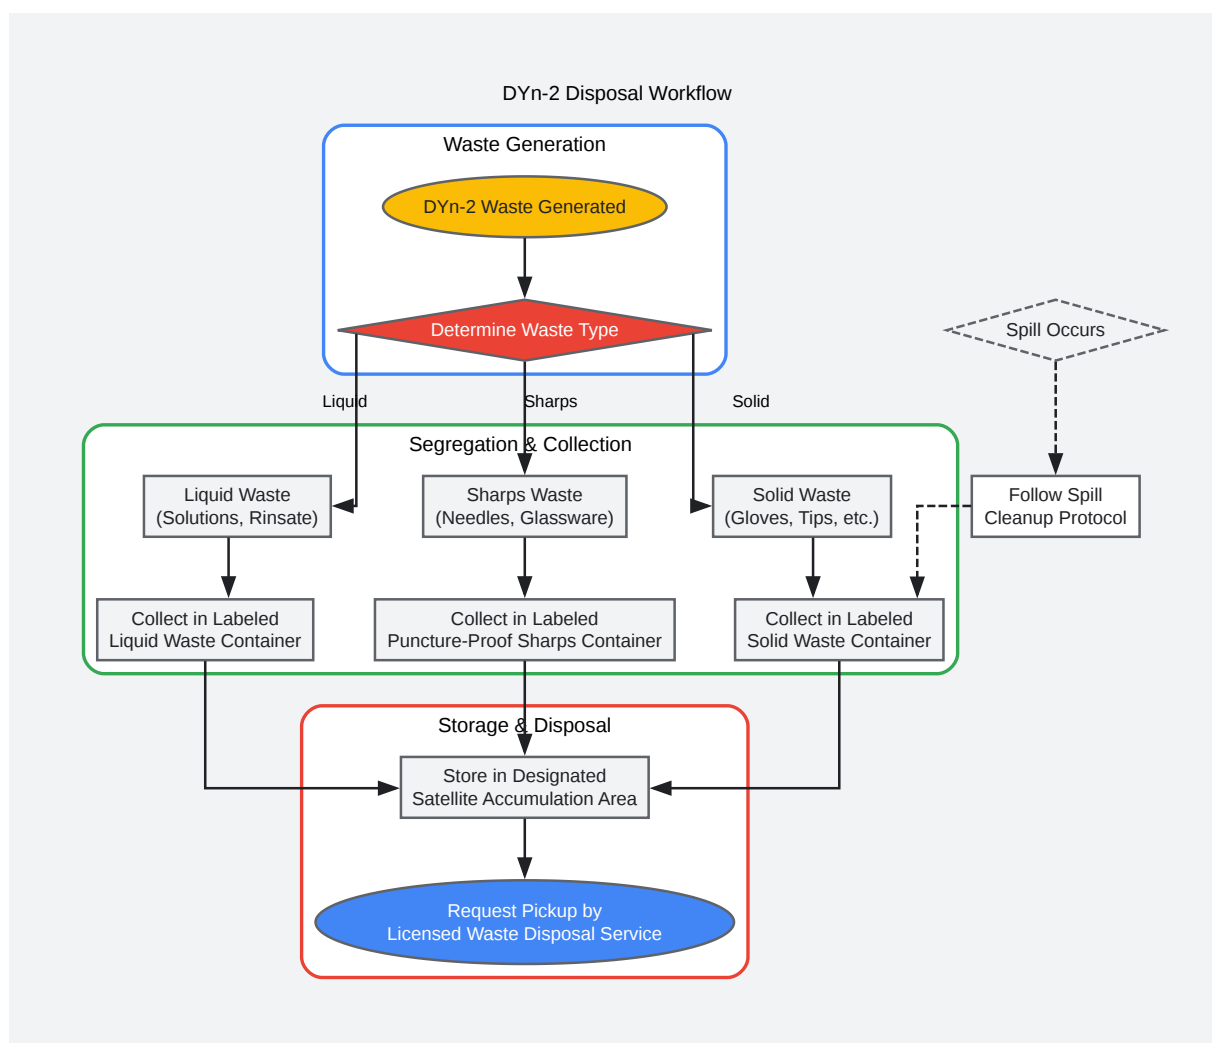 DYn-2 Disposal Workflow
Waste Generation
DYn-2 Waste Generated
Determine Waste Type
Spill Occurs
Liquid
Sharps
Solid
Segregation & Collection
Liquid Waste
(Solutions, Rinsate)
Sharps Waste
(Needles, Glassware)
Solid Waste
(Gloves, Tips, etc.)
Follow Spill
Cleanup Protocol
Collect in Labeled
Liquid Waste Container
Collect in Labeled
Puncture-Proof Sharps Container
Collect in Labeled
Solid Waste Container
Storage & Disposal
Store in Designated
Satellite Accumulation Area
Request Pickup by
Licensed Waste Disposal Service